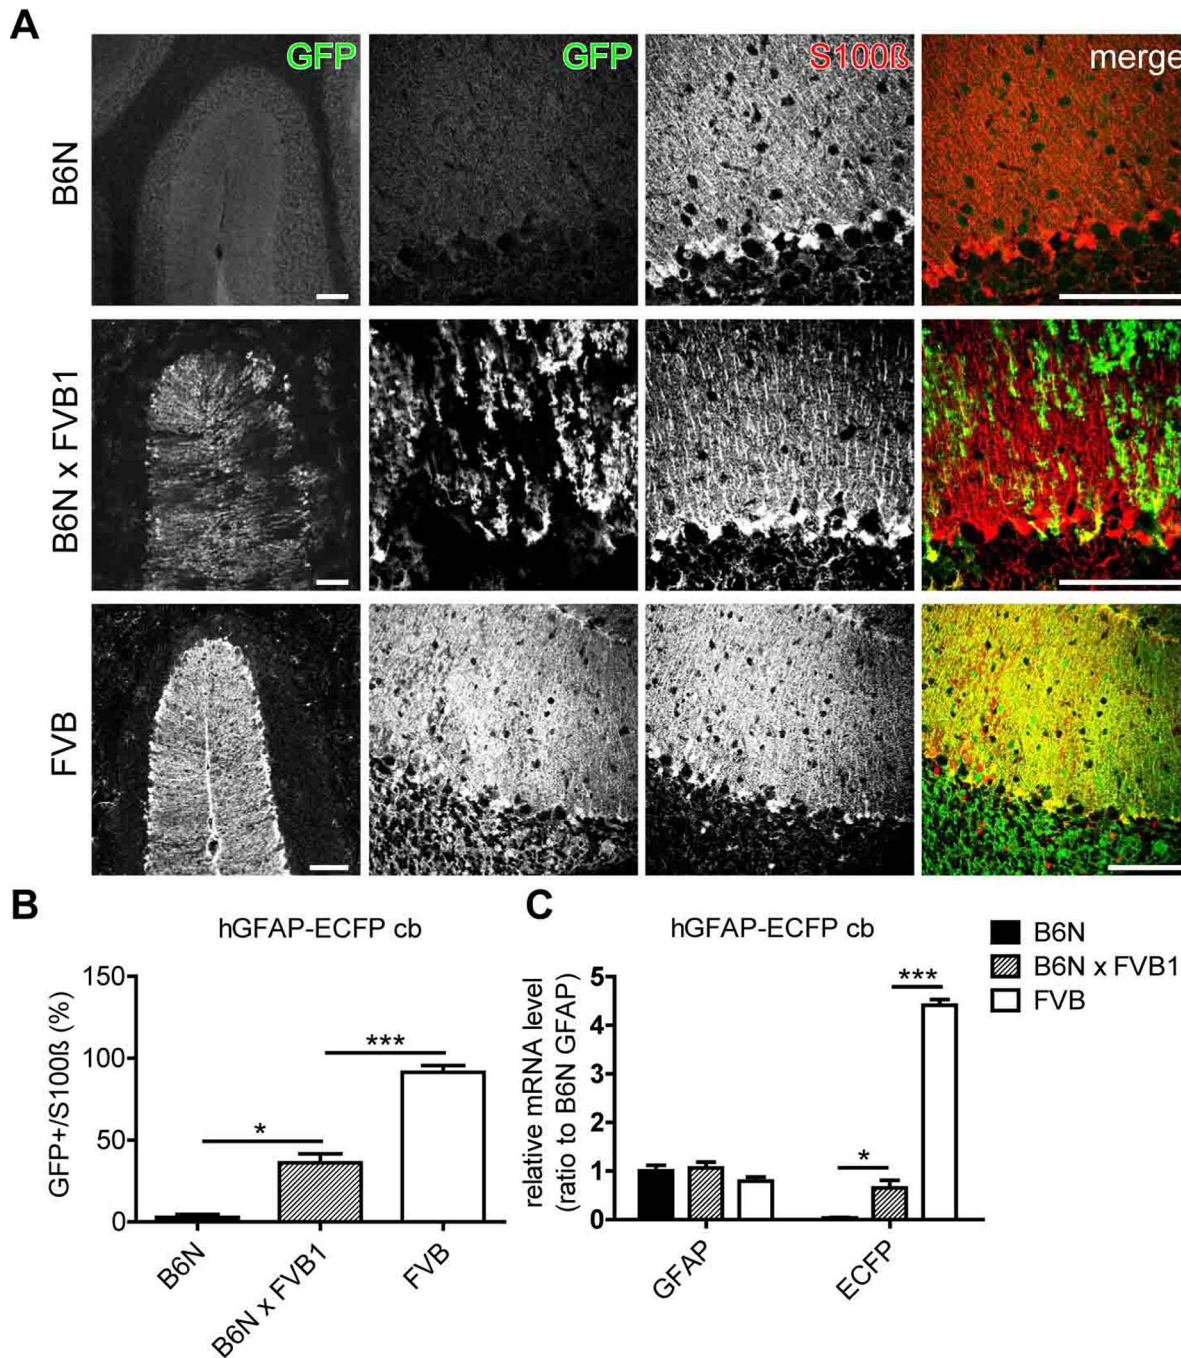 A
GFP
GFP
S100ß
merge
B6N
B6N x FVB1
FVB
B
hGFAP-ECFP cb
GFP+/S100ß (%)
150
100
50
0
*
***
B6N
B6N x FVB1
FVB
C
hGFAP-ECFP cb
relative mRNA level
(ratio to B6N GFAP)
5
4
3
2
1
0
*
***
GFAP
ECFP
B6N
B6N x FVB1
FVB